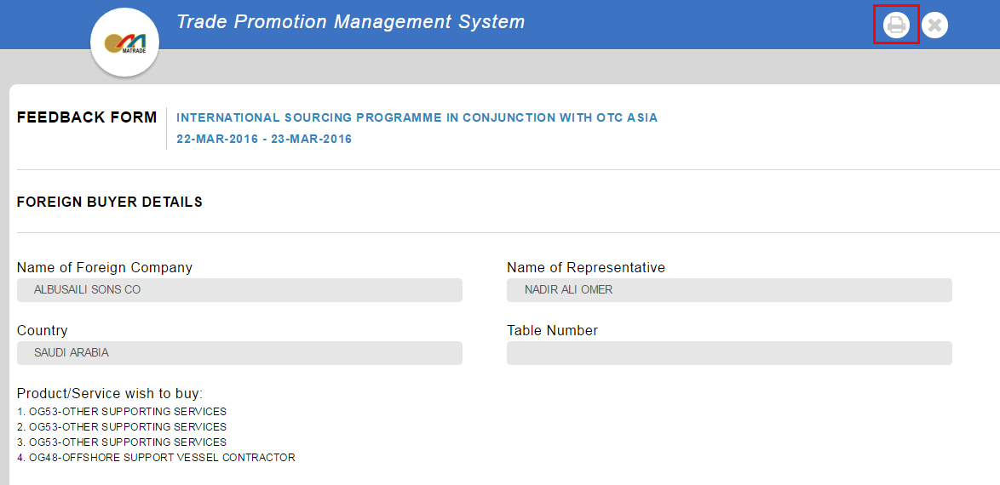 Trade Promotion Management System
MATRADE
FEEDBACK FORM
INTERNATIONAL SOURCING PROGRAMME IN CONJUNCTION WITH OTC ASIA
22-MAR-2016 - 23-MAR-2016
FOREIGN BUYER DETAILS
Name of Foreign Company
ALBUSAILI SONS CO
Name of Representative
NADIR ALI OMER
Country
SAUDI ARABIA
Table Number
Product/Service wish to buy:
1. OG53-OTHER SUPPORTING SERVICES
2. OG53-OTHER SUPPORTING SERVICES
3. OG53-OTHER SUPPORTING SERVICES
4. OG48-OFFSHORE SUPPORT VESSEL CONTRACTOR